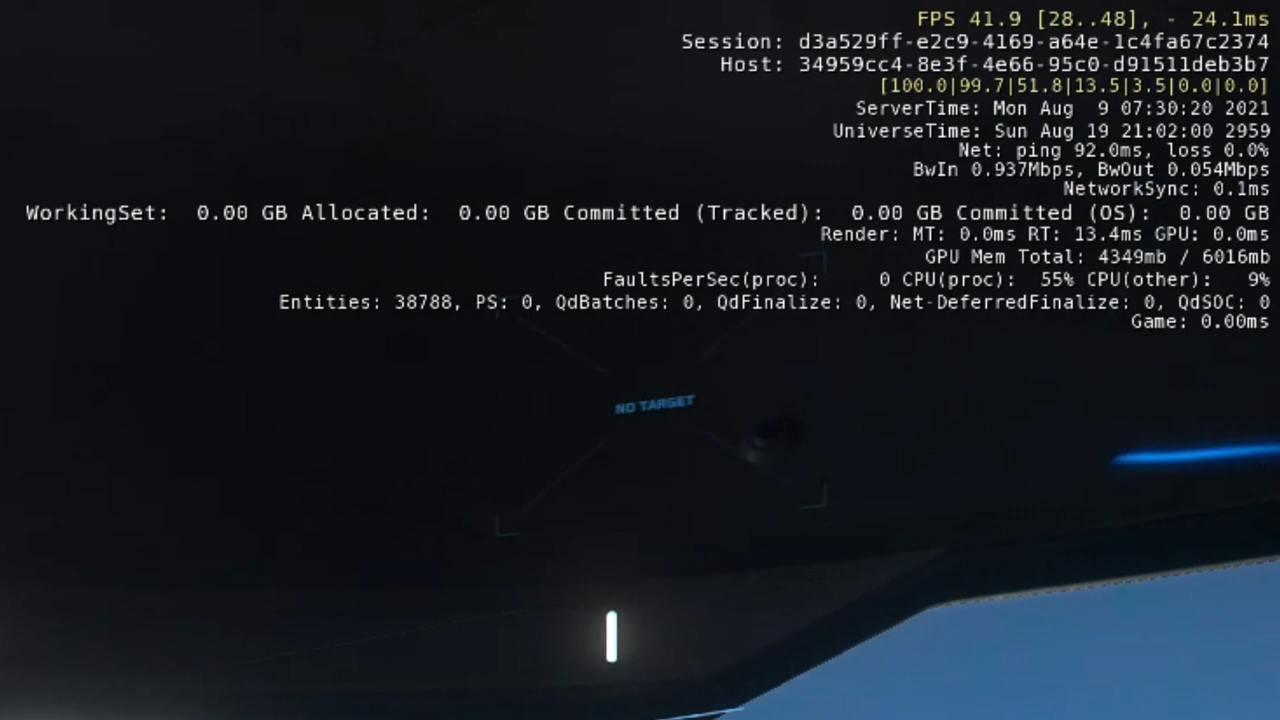 FPS 41.9 [28..48], - 24.1ms
Session: d3a529ff-e2c9-4169-a64e-1c4fa67c2374
Host: 34959cc4-8e3f-4e66-95c0-d91511deb3b7
[100.0|99.7|51.8|13.5|3.5|0.0|0.0]
ServerTime: Mon Aug  9 07:30:20 2021
UniverseTime: Sun Aug 19 21:02:00 2959
Net: ping 92.0ms, loss 0.0%
BwIn 0.937Mbps, BwOut 0.054Mbps
NetworkSync: 0.1ms
WorkingSet:  0.00 GB Allocated:  0.00 GB Committed (Tracked):  0.00 GB Committed (OS):  0.00 GB
Render: MT: 0.0ms RT: 13.4ms GPU: 0.0ms
GPU Mem Total: 4349mb / 6016mb
FaultsPerSec(proc):     0 CPU(proc):  55% CPU(other):   9%
Entities: 38788, PS: 0, QdBatches: 0, QdFinalize: 0, Net-DeferredFinalize: 0, QdSOC: 0
Game: 0.00ms
NO TARGET